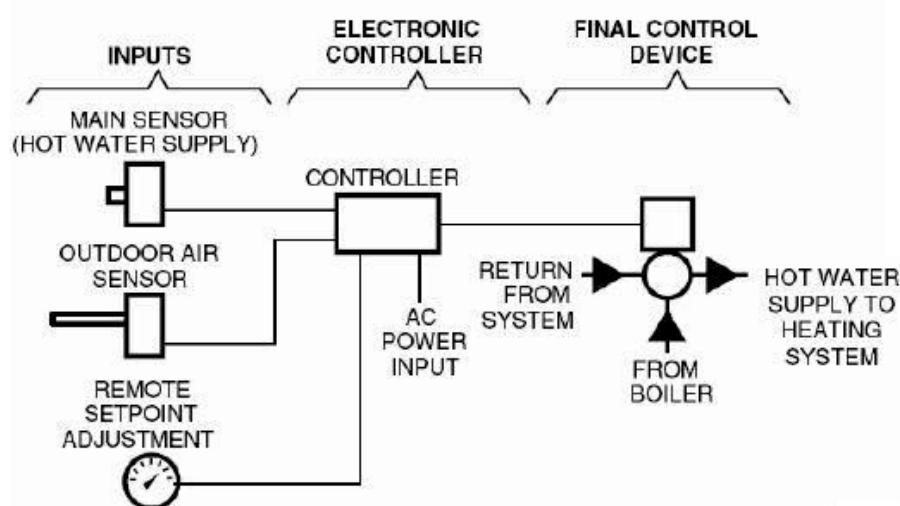 INPUTS
ELECTRONIC
CONTROLLER
FINAL CONTROL
DEVICE
MAIN SENSOR
(HOT WATER SUPPLY)
OUTDOOR AIR
SENSOR
REMOTE
SETPOINT
ADJUSTMENT
CONTROLLER
AC
POWER
INPUT
RETURN
FROM
SYSTEM
FROM
BOILER
HOT WATER
SUPPLY TO
HEATING
SYSTEM